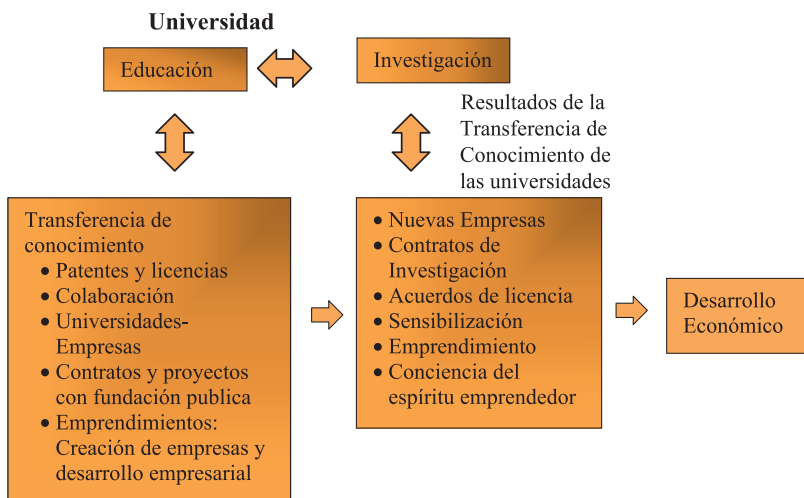 Universidad
Educación
Investigación
Resultados de la
Transferencia de
Conocimiento de
las universidades
Transferencia de
conocimiento
• Patentes y licencias
• Colaboración
• Universidades-
Empresas
• Contratos y proyectos
con fundación publica
• Emprendimientos:
Creación de empresas y
desarrollo empresarial
• Nuevas Empresas
• Contratos de
Investigación
• Acuerdos de licencia
• Sensibilización
• Emprendimiento
• Conciencia del
espíritu emprendedor
Desarrollo
Económico